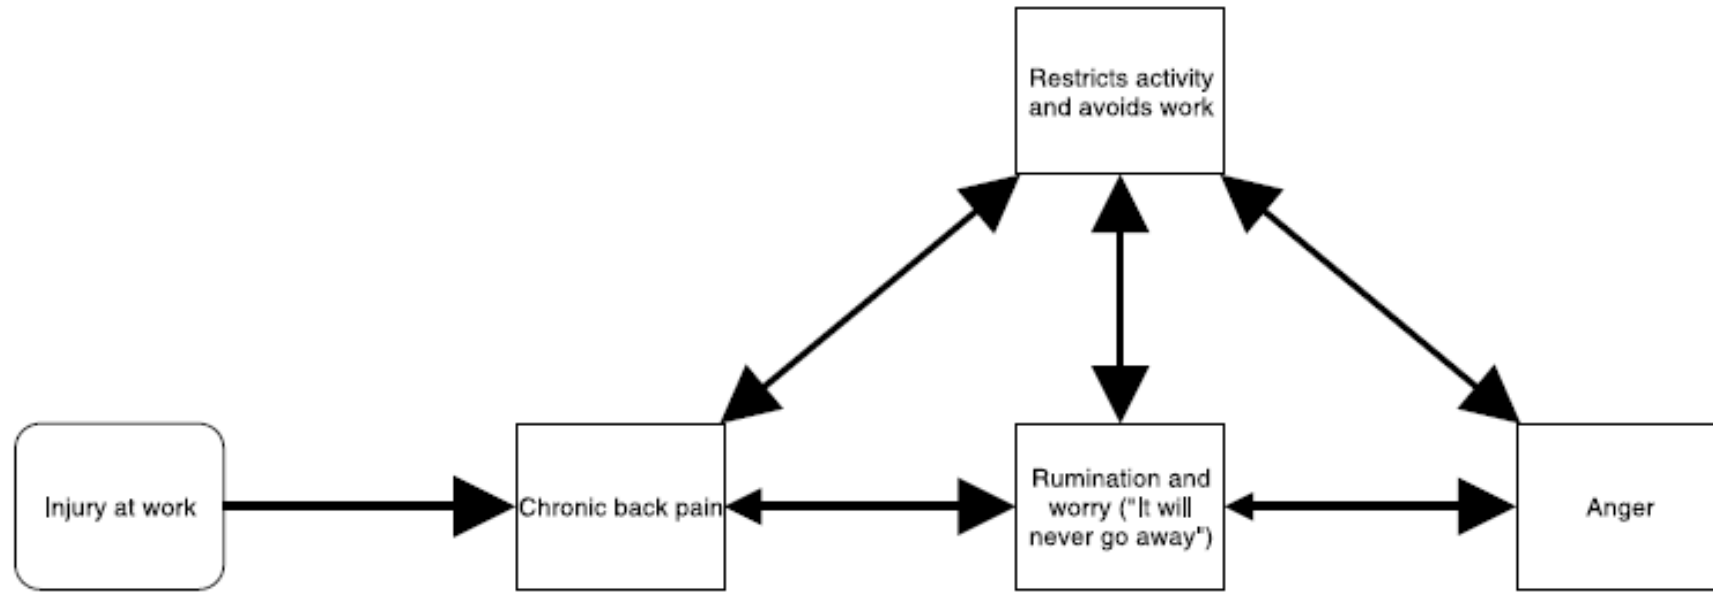 Restricts activity
and avoids work
Injury at work
Chronic back pain
Rumination and
worry ("It will
never go away")
Anger